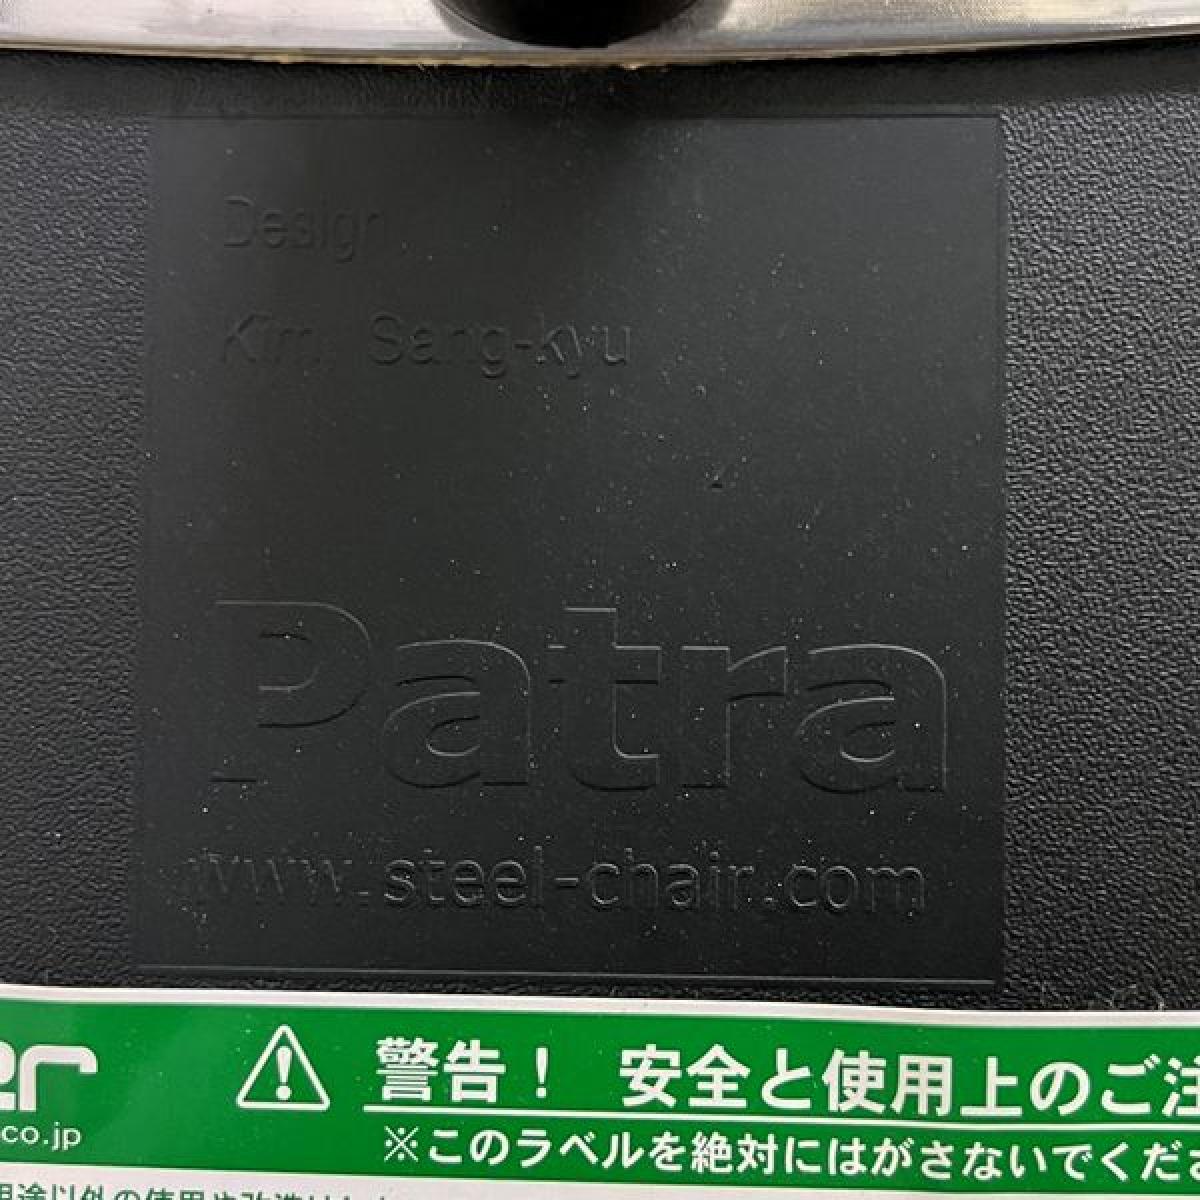 Design
Kim, Sang-kyu
Patra
www.steel-chair.com
er
co.jp
警告！ 安全と使用上のご注
※このラベルを絶対にはがさないでくださ